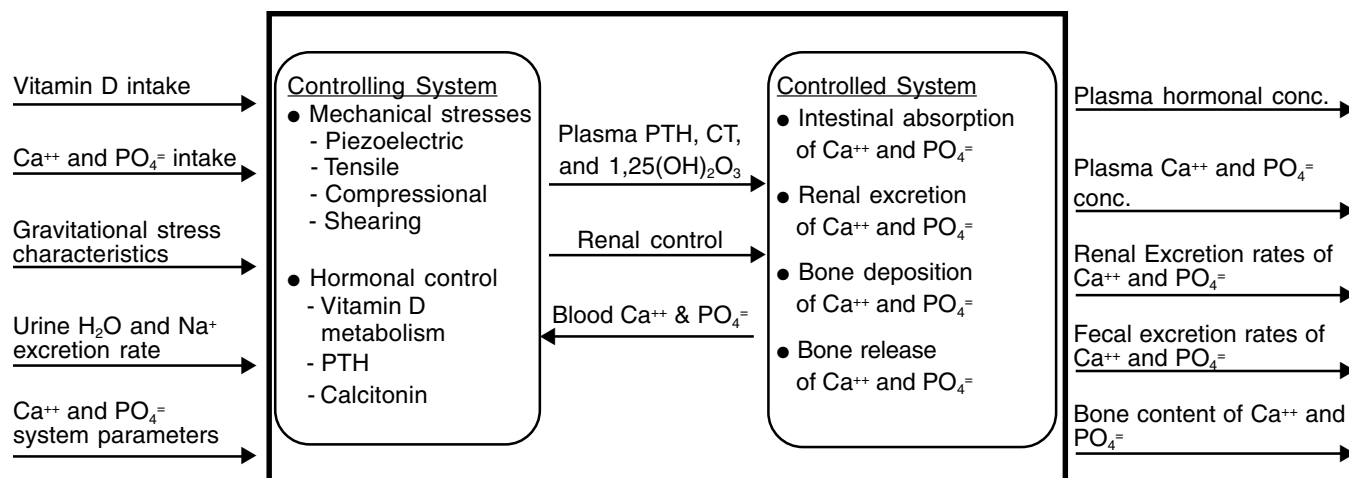 Vitamin D intake
Ca⁺⁺ and PO₄⁼ intake
Gravitational stress
characteristics
Urine H₂O and Na⁺
excretion rate
Ca⁺⁺ and PO₄⁼
system parameters
Controlling System
● Mechanical stresses
- Piezoelectric
- Tensile
- Compressional
- Shearing
● Hormonal control
- Vitamin D
metabolism
- PTH
- Calcitonin
Plasma PTH, CT,
and 1,25(OH)₂O₃
Renal control
Blood Ca⁺⁺ & PO₄⁼
Controlled System
● Intestinal absorption
of Ca⁺⁺ and PO₄⁼
● Renal excretion
of Ca⁺⁺ and PO₄⁼
● Bone deposition
of Ca⁺⁺ and PO₄⁼
● Bone release
of Ca⁺⁺ and PO₄⁼
Plasma hormonal conc.
Plasma Ca⁺⁺ and PO₄⁼
conc.
Renal Excretion rates of
Ca⁺⁺ and PO₄⁼
Fecal excretion rates of
Ca⁺⁺ and PO₄⁼
Bone content of Ca⁺⁺ and
PO₄⁼